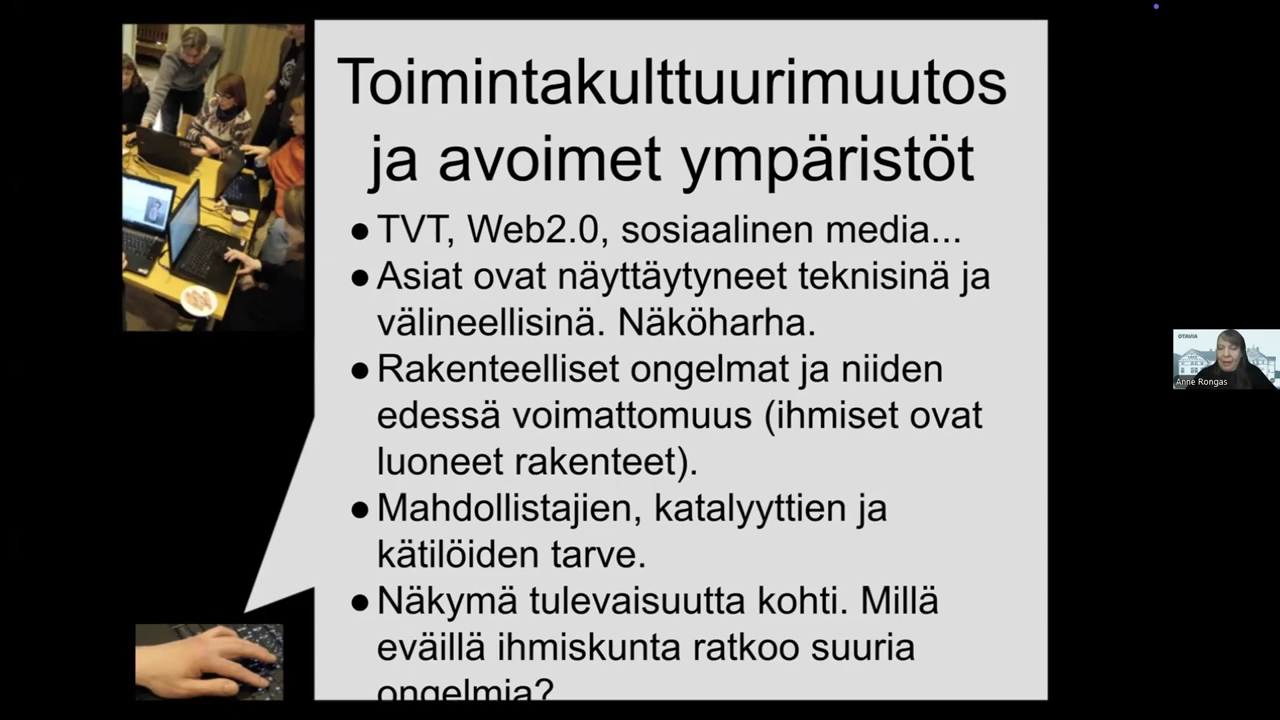 Toimintakulttuurimuutos
ja avoimet ympäristöt
● TVT, Web2.0, sosiaalinen media...
● Asiat ovat näyttäytyneet teknisinä ja
välineellisinä. Näköharha.
● Rakenteelliset ongelmat ja niiden
edessä voimattomuus (ihmiset ovat
luoneet rakenteet).
● Mahdollistajien, katalyyttien ja
kätilöiden tarve.
● Näkymä tulevaisuutta kohti. Millä
eväillä ihmiskunta ratkoo suuria
ongelmia?
OTAVIA
Anne Rongas